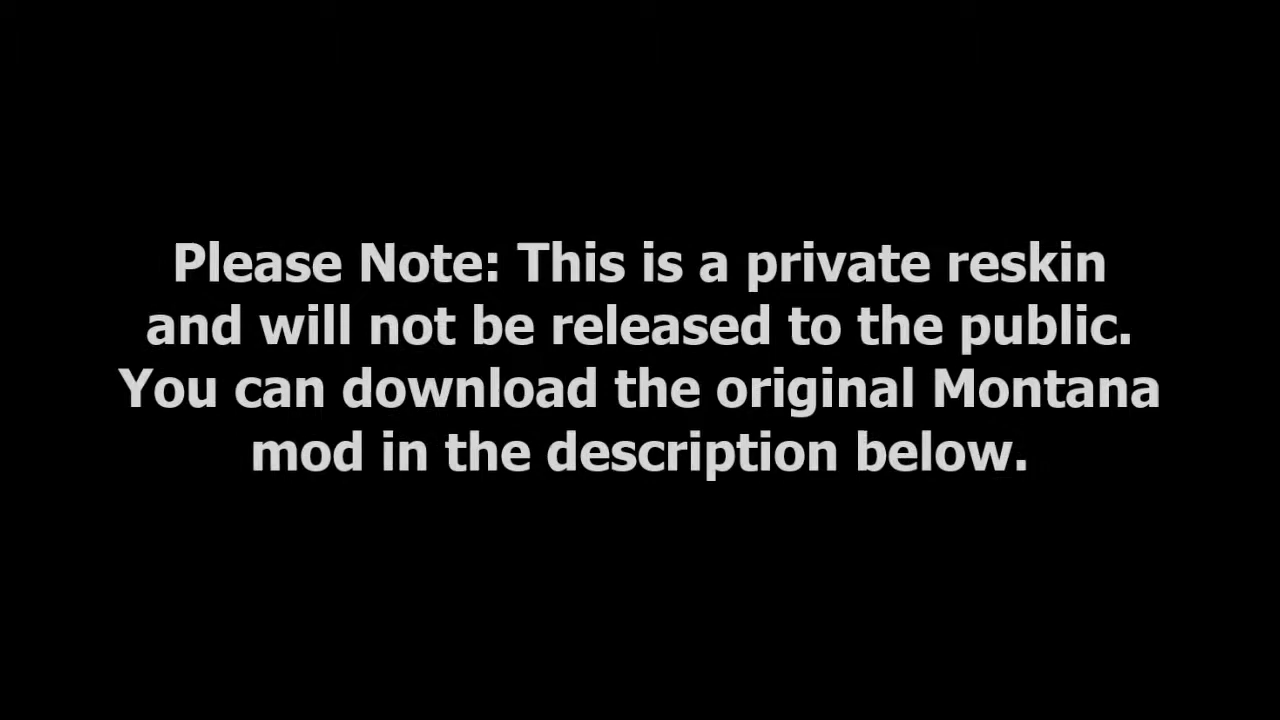 Please Note: This is a private reskin
and will not be released to the public.
You can download the original Montana
mod in the description below.